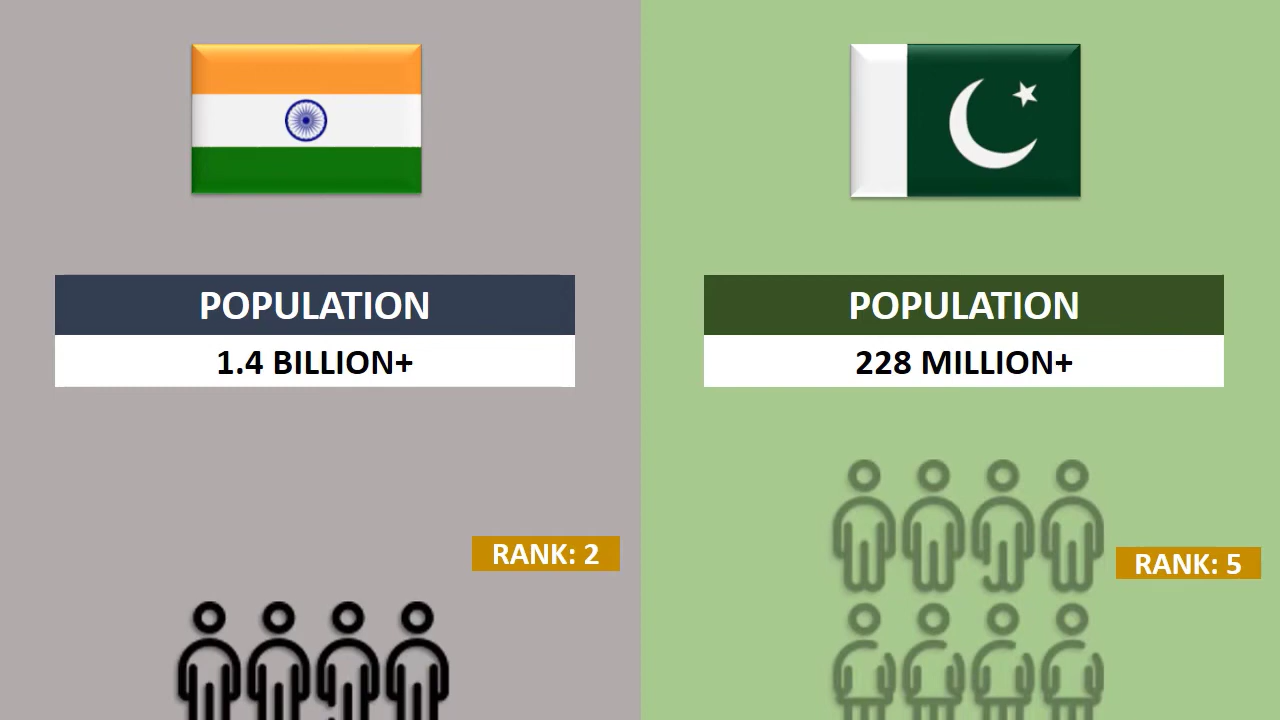 POPULATION
1.4 BILLION+
RANK: 2
POPULATION
228 MILLION+
RANK: 5